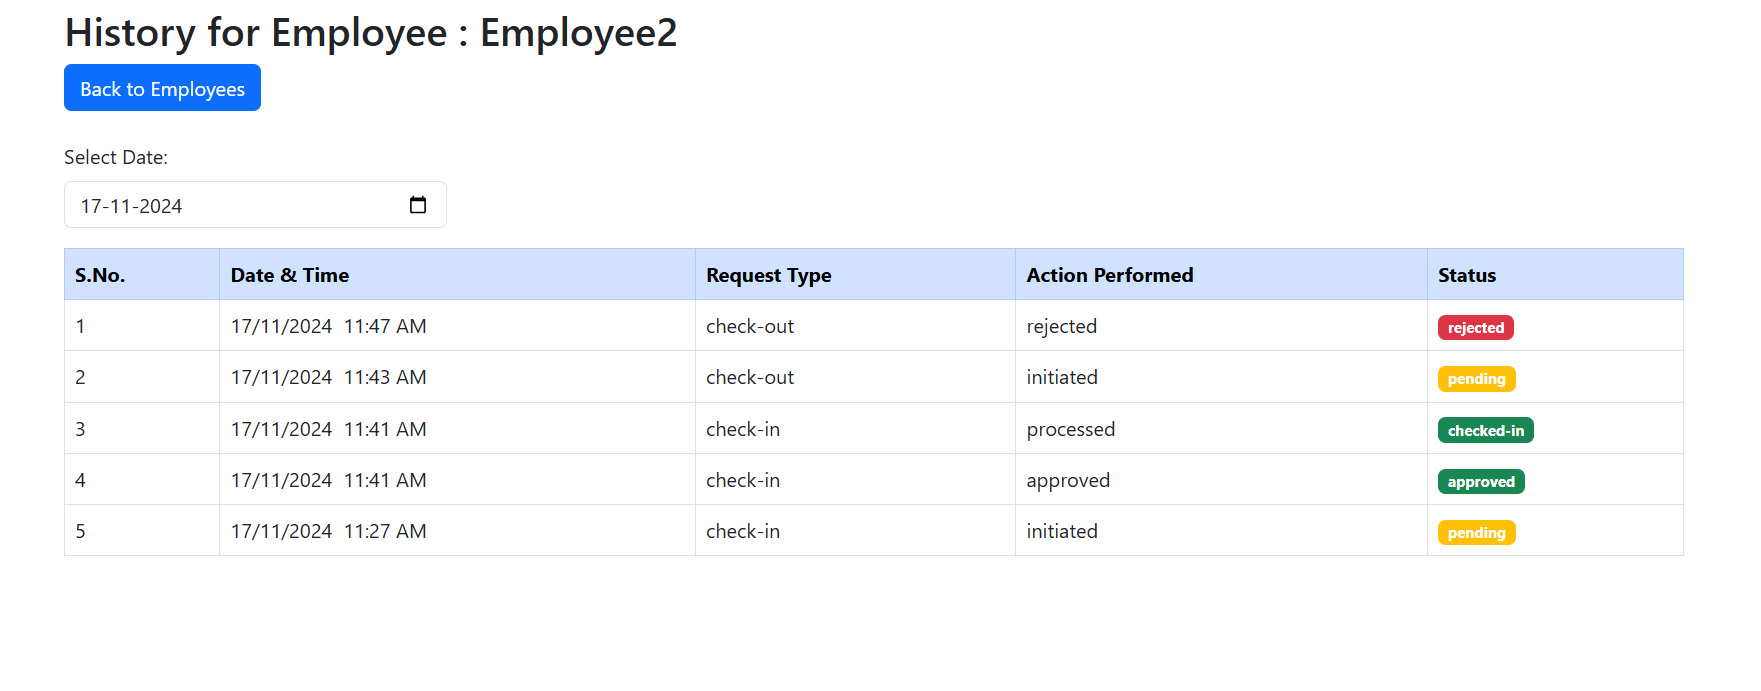 History for Employee : Employee2
Back to Employees
Select Date:
17-11-2024
S.No. Date & Time Request Type Action Performed Status
1 17/11/2024 11:47 AM check-out rejected rejected
2 17/11/2024 11:43 AM check-out initiated pending
3 17/11/2024 11:41 AM check-in processed checked-in
4 17/11/2024 11:41 AM check-in approved approved
5 17/11/2024 11:27 AM check-in initiated pending